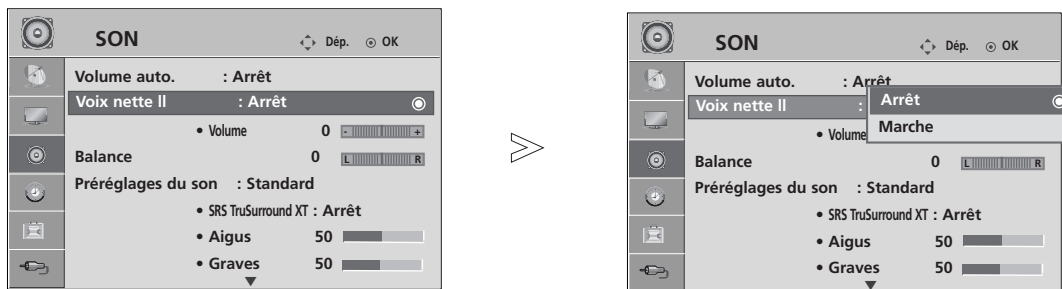 SON Dép. OK
Volume auto. : Arrêt
Voix nette ll : Arrêt
• Volume 0 - +
Balance 0 L R
Préréglages du son : Standard
• SRS TruSurround XT : Arrêt
• Aigus 50
• Graves 50
SON Dép. OK
Volume auto. : Arrêt
Voix nette ll :
Arrêt
Marche
• Volume
Balance 0 L R
Préréglages du son : Standard
• SRS TruSurround XT : Arrêt
• Aigus 50
• Graves 50